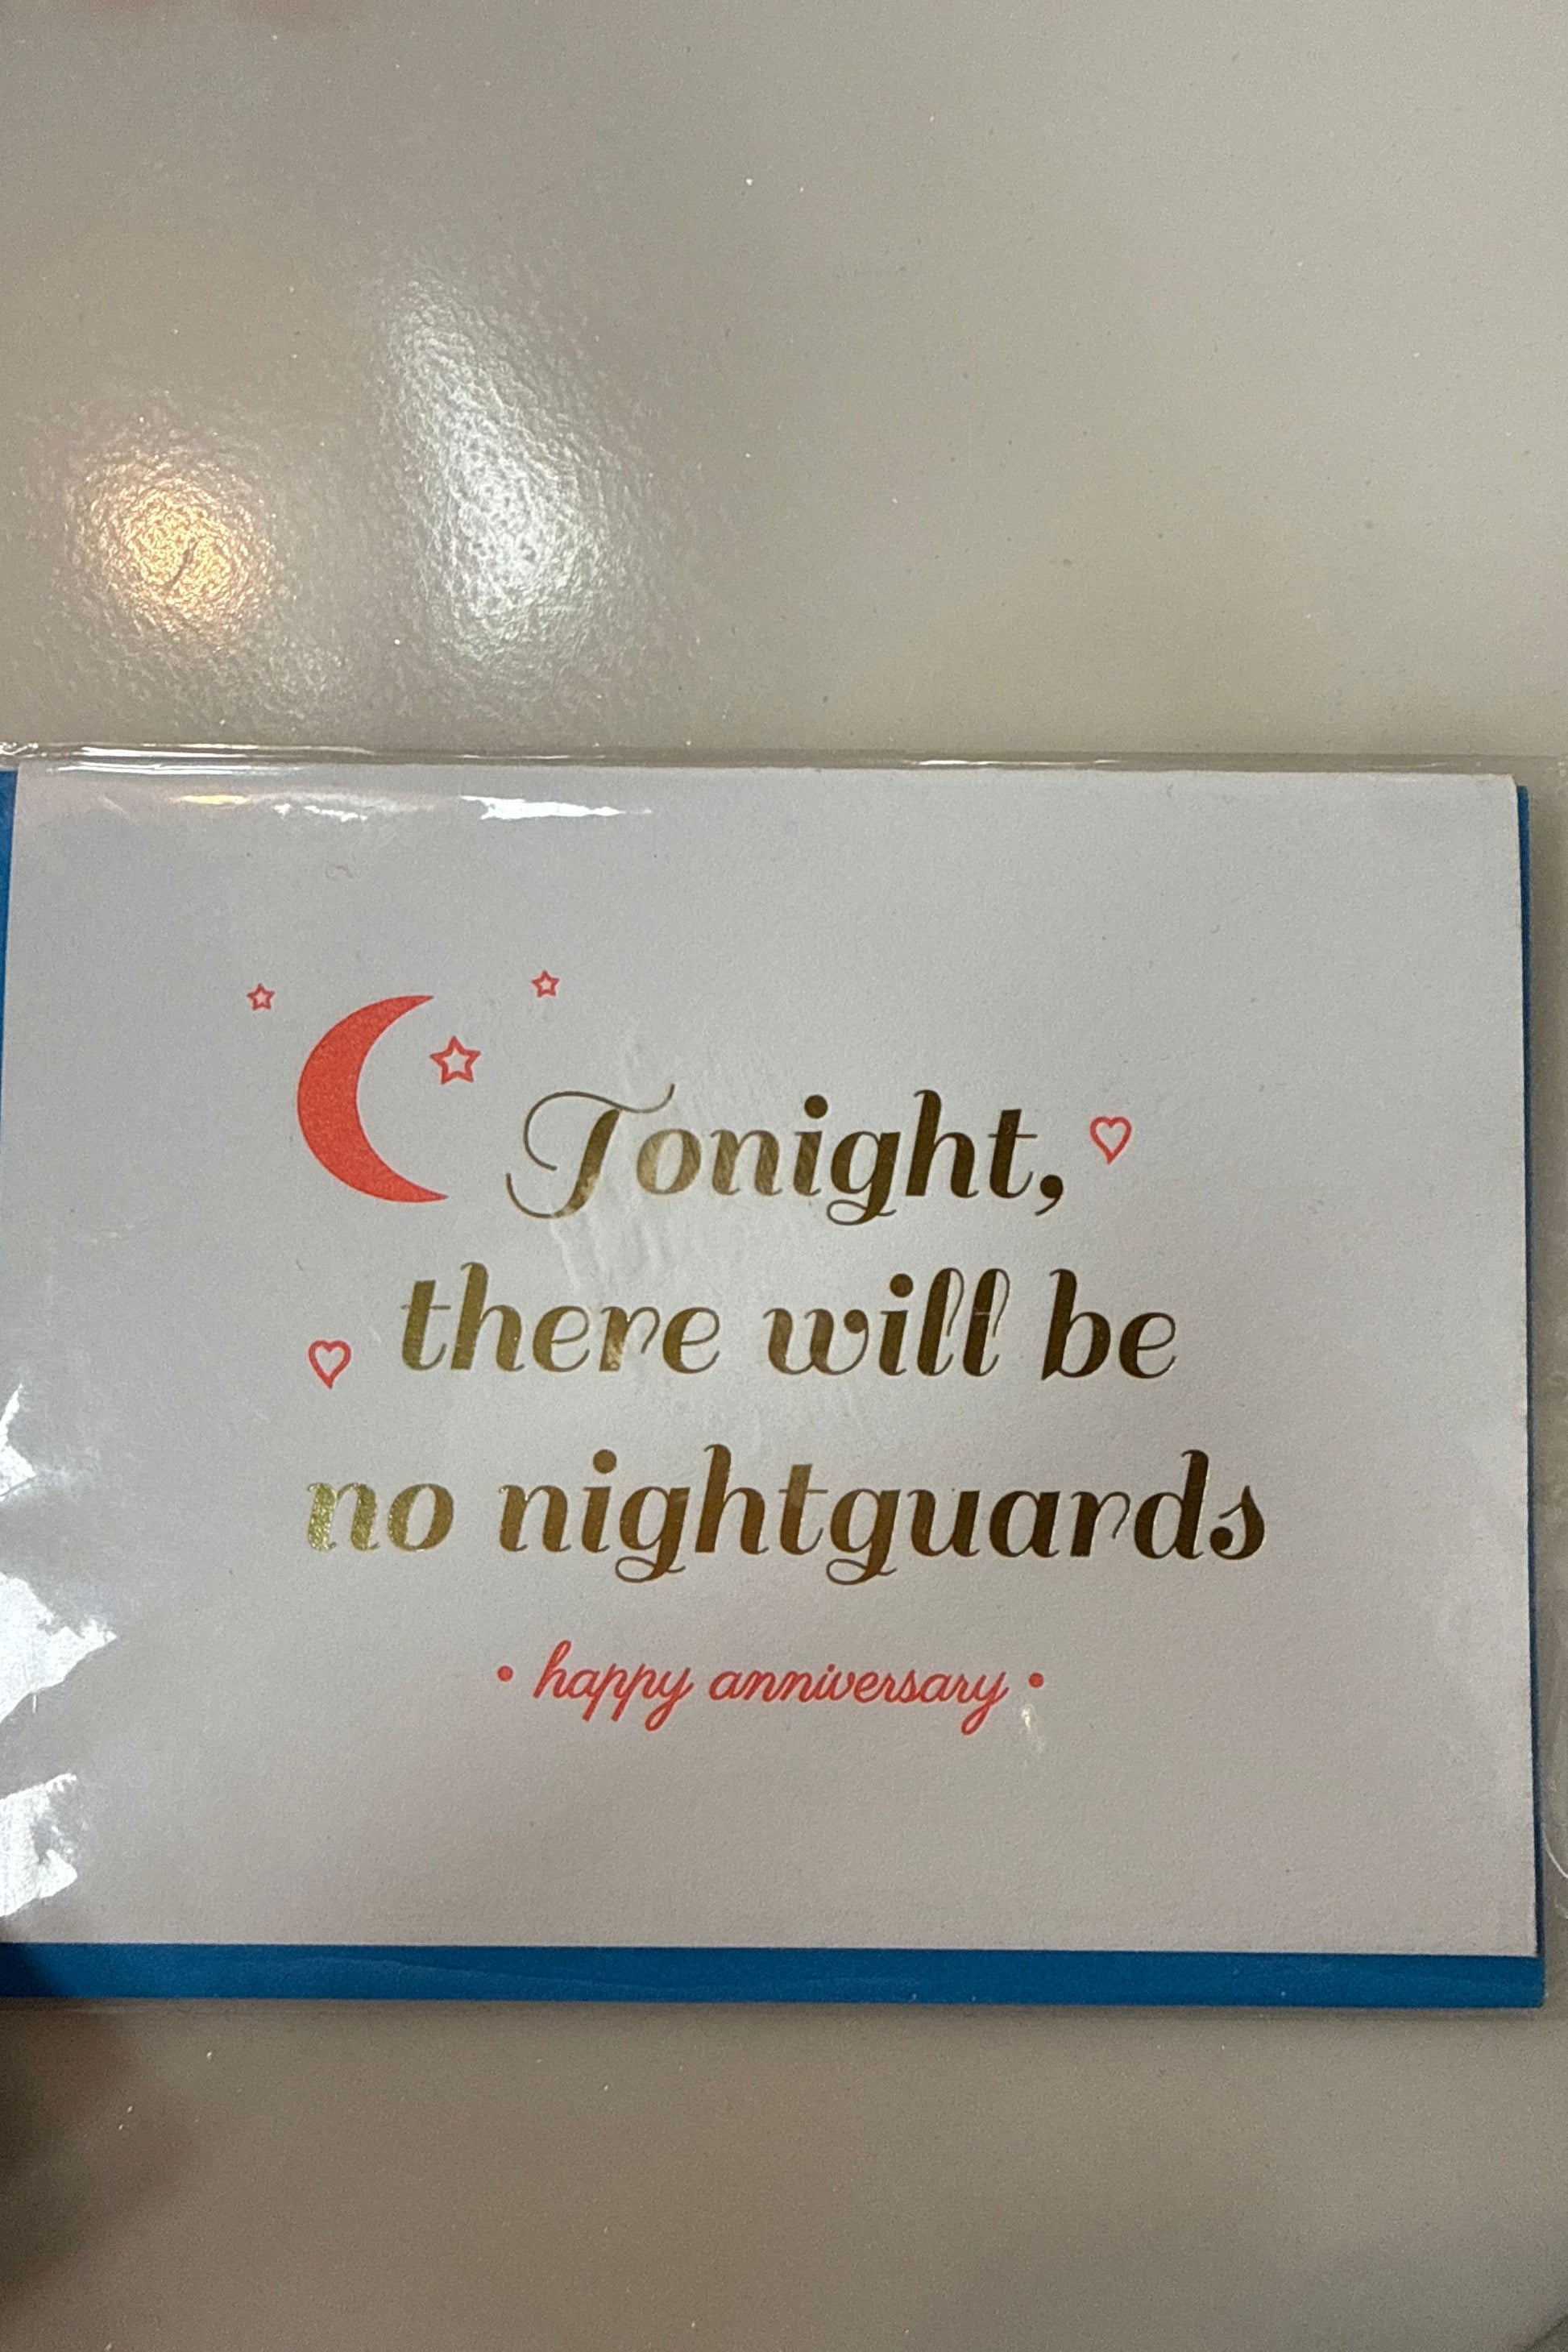 Tonight,
there will be
no nightguards
• happy anniversary •